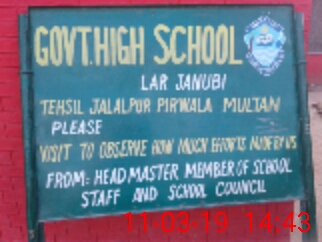 GOVT.HIGH SCHOOL
LAR JANUBI
TEHSIL JALALPUR PIRWALA MULTAN
PLEASE
VISIT TO OBSERVE HOW MUCH EFFORTS MADE BY US
FROM: HEAD MASTER MEMBER OF SCHOOL
STAFF AND SCHOOL COUNCIL
11-03-19 14:43